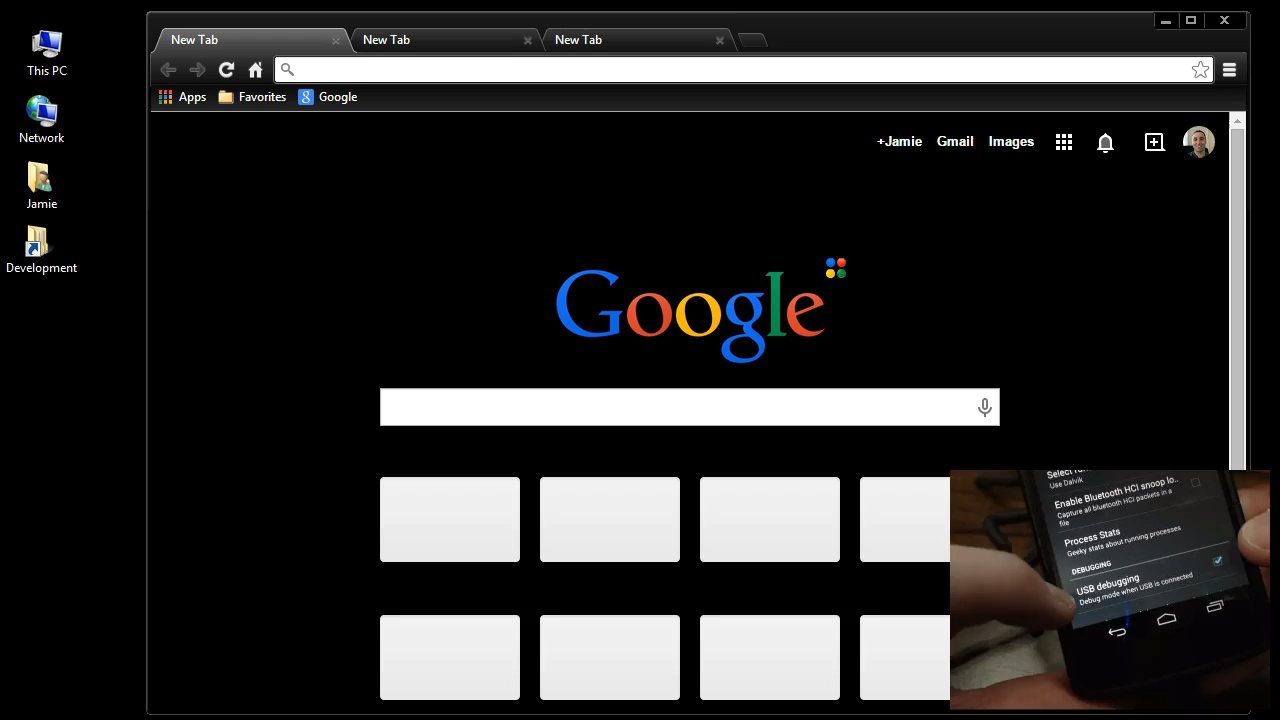 This PC
Network
Jamie
Development
New Tab
New Tab
New Tab
Apps
Favorites
Google
+Jamie
Gmail
Images
Google
Use Dalvik
Enable Bluetooth HCI snoop lo..
Capture all bluetooth HCI packets in a
file
Process Stats
Geeky stats about running processes
DEBUGGING
USB debugging
Debug mode when USB is connected